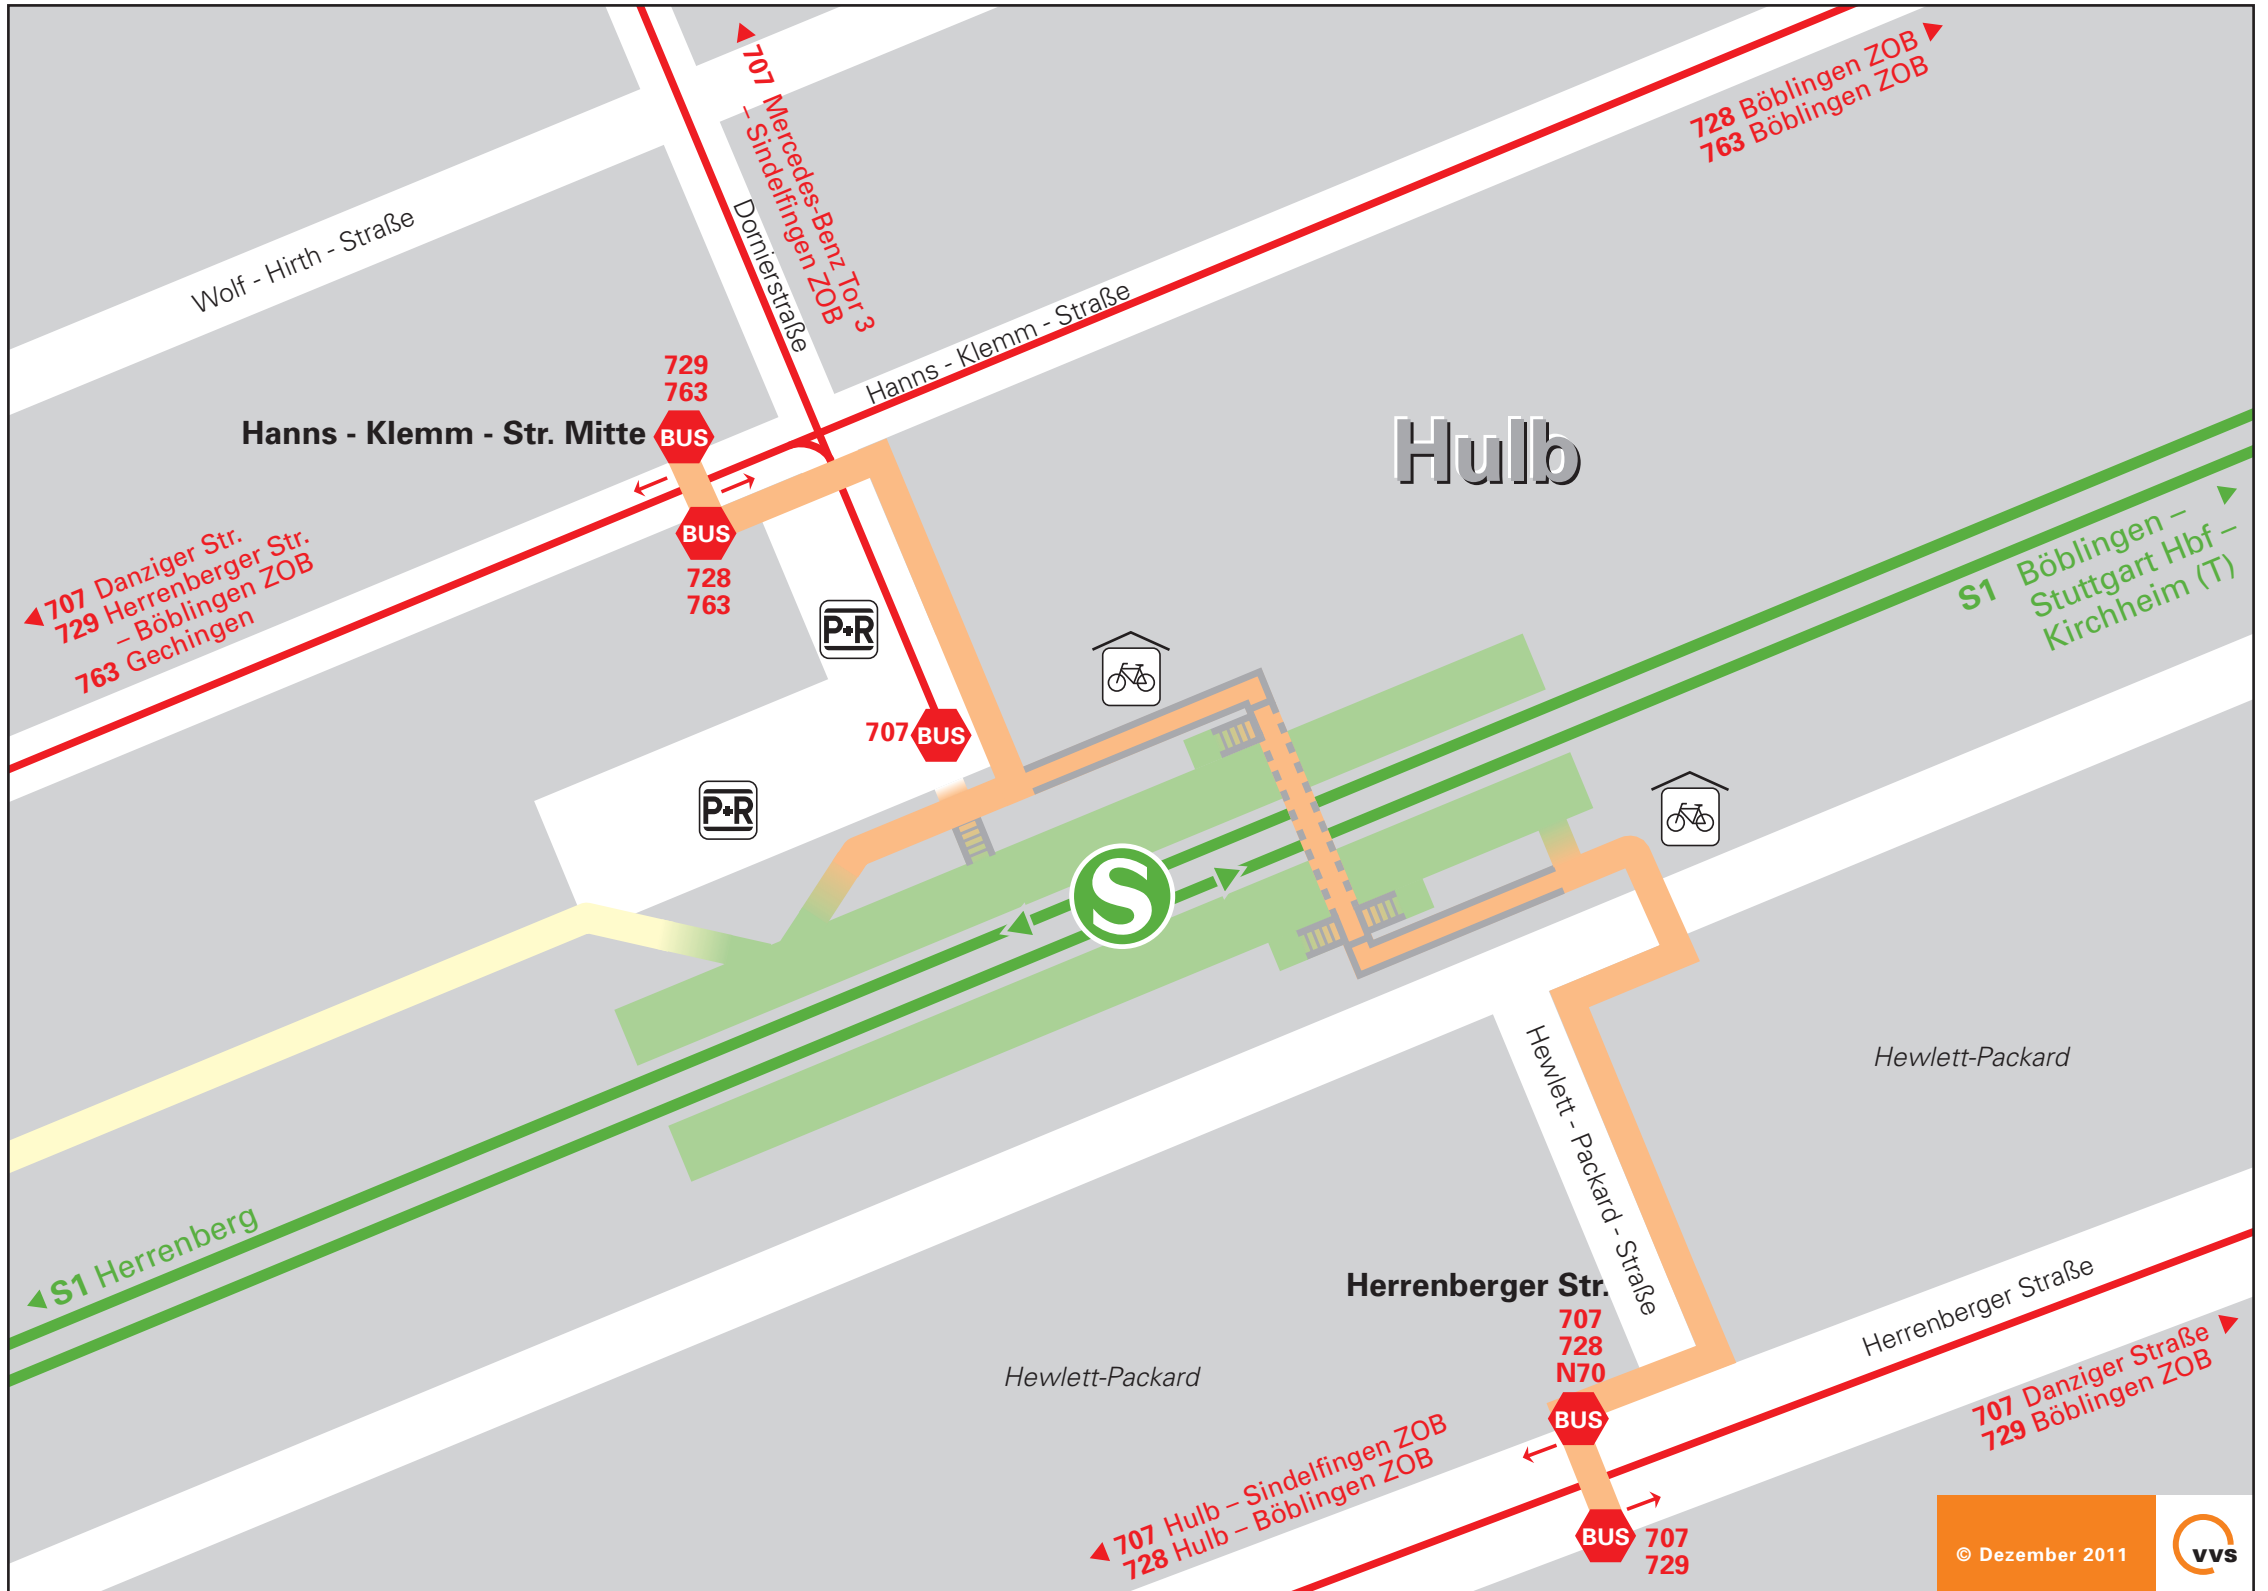 707 Mercedes-Benz Tor 3
– Sindelfingen ZOB
728 Böblingen ZOB
763 Böblingen ZOB
Wolf - Hirth - Straße
Dornierstraße
Hanns - Klemm - Straße
729
763
Hanns - Klemm - Str. Mitte
BUS
Hulb
BUS
728
763
707 Danziger Str.
729 Herrenberger Str.
– Böblingen ZOB
763 Gechingen
S1 Böblingen –
Stuttgart Hbf –
Kirchheim (T)
P+R
707
BUS
P+R
S
Hewlett-Packard
Hewlett - Packard - Straße
S1 Herrenberg
Herrenberger Str.
707
728
N70
Herrenberger Straße
Hewlett-Packard
BUS
707 Danziger Straße
729 Böblingen ZOB
707 Hulb – Sindelfingen ZOB
728 Hulb – Böblingen ZOB
BUS
707
729
© Dezember 2011
vvs